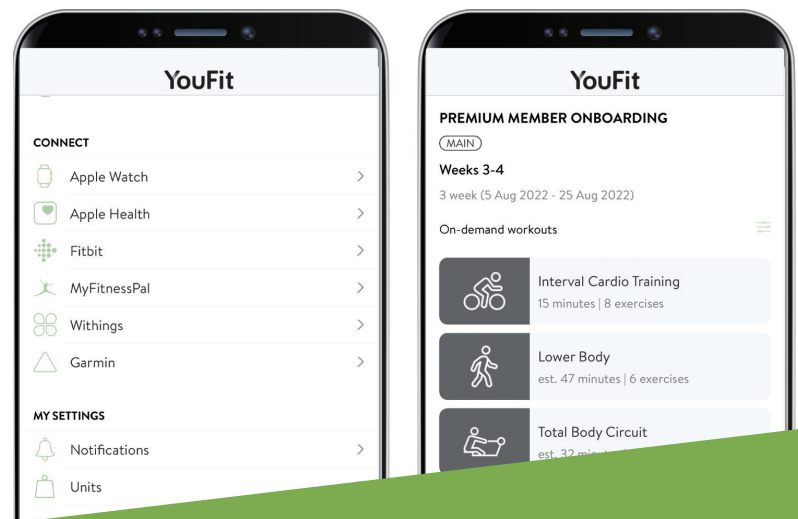 YouFit
CONNECT
Apple Watch
Apple Health
Fitbit
MyFitnessPal
Withings
Garmin
MY SETTINGS
Notifications
Units
YouFit
PREMIUM MEMBER ONBOARDING
MAIN
Weeks 3-4
3 week (5 Aug 2022 - 25 Aug 2022)
On-demand workouts
Interval Cardio Training
15 minutes | 8 exercises
Lower Body
est. 47 minutes | 6 exercises
Total Body Circuit
est. 32